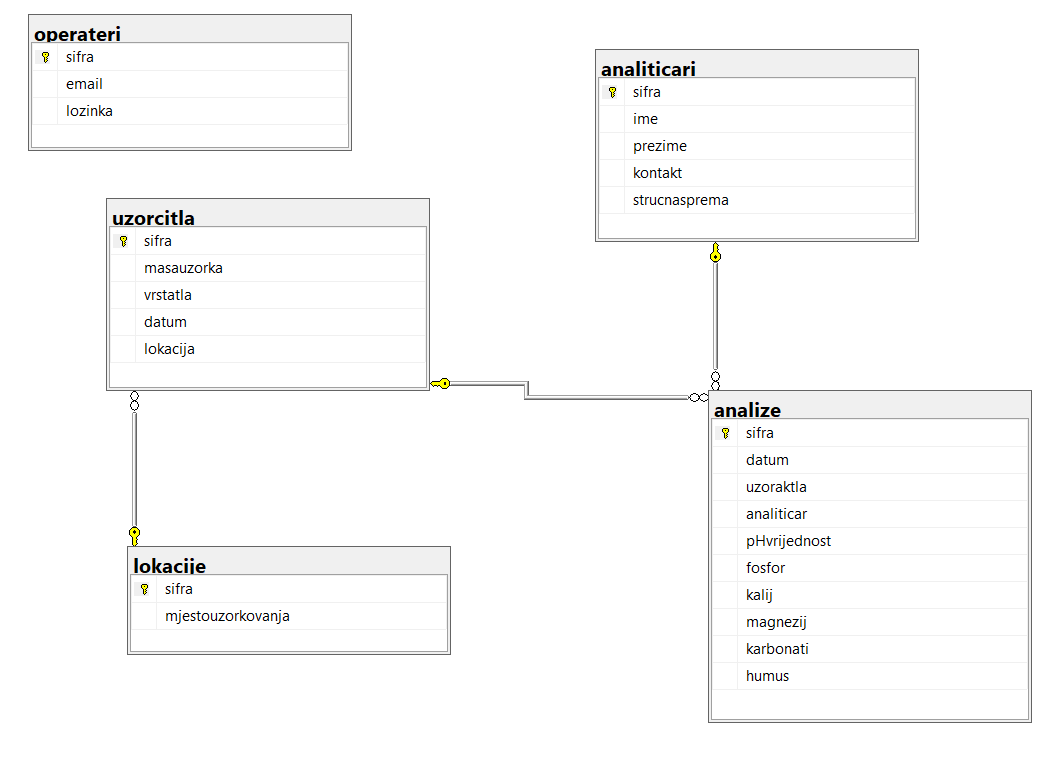 operateri
sifra
email
lozinka
analiticari
sifra
ime
prezime
kontakt
strucnasprema
uzorcitla
sifra
masauzorka
vrstatla
datum
lokacija
analize
sifra
datum
uzoraktla
analiticar
pHvrijednost
fosfor
kalij
magnezij
karbonati
humus
lokacije
sifra
mjestouzorkovanja